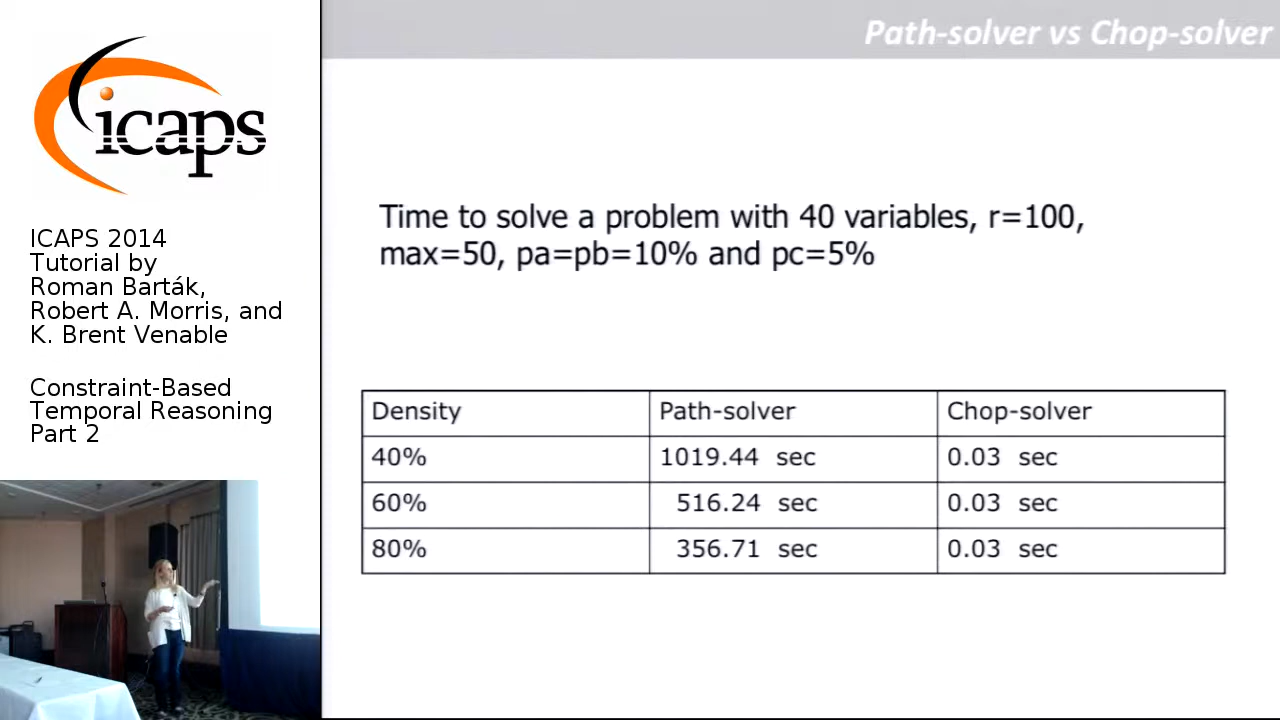 Path-solver vs Chop-solver
icaps
ICAPS 2014
Tutorial by
Roman Barták,
Robert A. Morris, and
K. Brent Venable
Constraint-Based
Temporal Reasoning
Part 2
Time to solve a problem with 40 variables, r=100,
max=50, pa=pb=10% and pc=5%
Density Path-solver Chop-solver
40% 1019.44 sec 0.03 sec
60% 516.24 sec 0.03 sec
80% 356.71 sec 0.03 sec